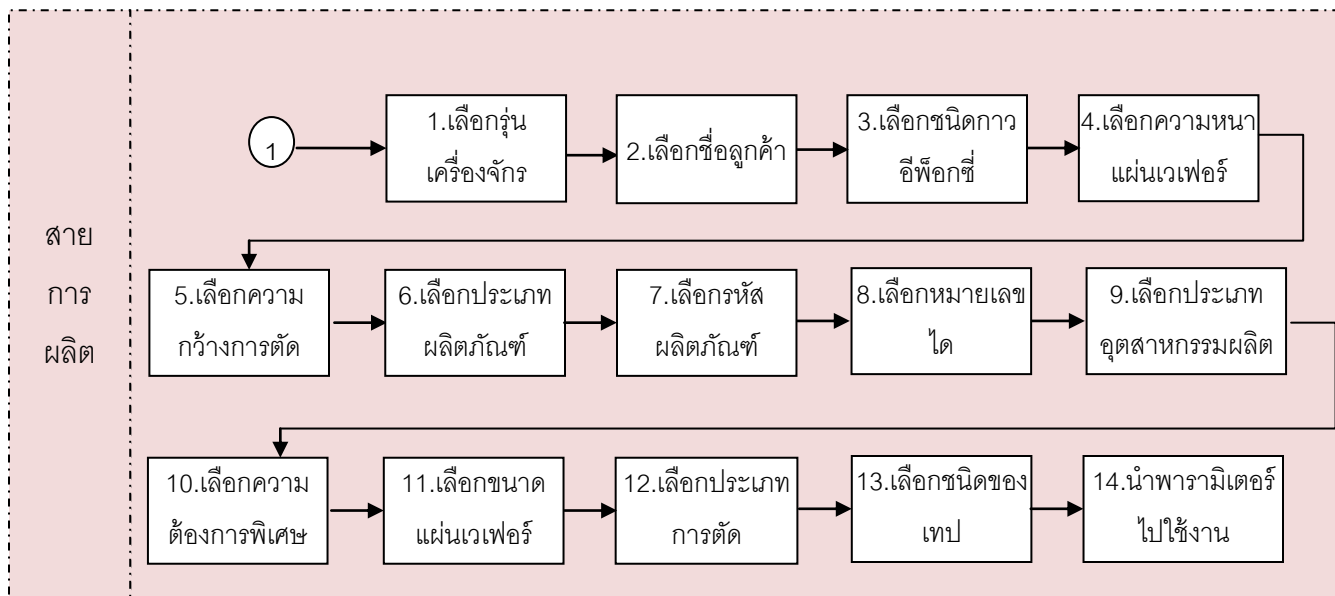 สาย
การ
ผลิต
1
1.เลือกรุ่น
เครื่องจักร
2.เลือกชื่อลูกค้า
3.เลือกชนิดกาว
อีพ็อกซี่
4.เลือกความหนา
แผ่นเวเฟอร์
5.เลือกความ
กว้างการตัด
6.เลือกประเภท
ผลิตภัณฑ์
7.เลือกรหัส
ผลิตภัณฑ์
8.เลือกหมายเลข
ได
9.เลือกประเภท
อุตสาหกรรมผลิต
10.เลือกความ
ต้องการพิเศษ
11.เลือกขนาด
แผ่นเวเฟอร์
12.เลือกประเภท
การตัด
13.เลือกชนิดของ
เทป
14.นำพารามิเตอร์
ไปใช้งาน